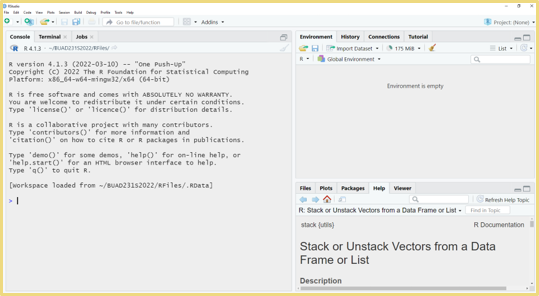 RStudio
File Edit Code View Plots Session Build Debug Profile Tools Help
Go to file/function Addins Project: (None)
Console Terminal Jobs
R 4.1.3 · ~/BUAD231S2022/RFiles/
R version 4.1.3 (2022-03-10) -- "One Push-Up"
Copyright (C) 2022 The R Foundation for Statistical Computing
Platform: x86_64-w64-mingw32/x64 (64-bit)
R is free software and comes with ABSOLUTELY NO WARRANTY.
You are welcome to redistribute it under certain conditions.
Type 'license()' or 'licence()' for distribution details.
R is a collaborative project with many contributors.
Type 'contributors()' for more information and
'citation()' on how to cite R or R packages in publications.
Type 'demo()' for some demos, 'help()' for on-line help, or
'help.start()' for an HTML browser interface to help.
Type 'q()' to quit R.
[Workspace loaded from ~/BUAD231S2022/RFiles/.RData]
>
Environment History Connections Tutorial
Import Dataset 175 MiB List
R Global Environment
Environment is empty
Files Plots Packages Help Viewer
Refresh Help Topic
R: Stack or Unstack Vectors from a Data Frame or List Find in Topic
stack {utils} R Documentation
Stack or Unstack Vectors from a Data
Frame or List
Description